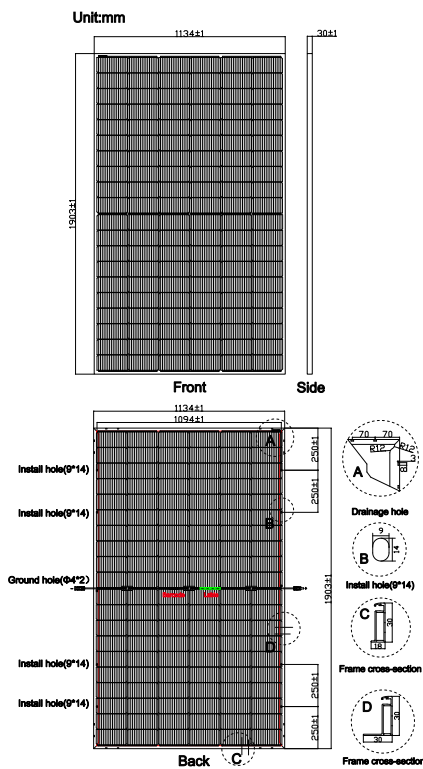 Unit:mm
1134±1
30±1
1903±1
Front
Side
1134±1
1094±1
A
250±1
250±1
Install hole(9*14)
Install hole(9*14)
B
Ground hole(Φ4*2)
1903±1
D
Install hole(9*14)
Install hole(9*14)
250±1
250±1
Back
C
70
70
R12
R12
A
Drainage hole
9
B
14
Install hole(9*14)
C
30
18
Frame cross-section
D
30
30
Frame cross-section